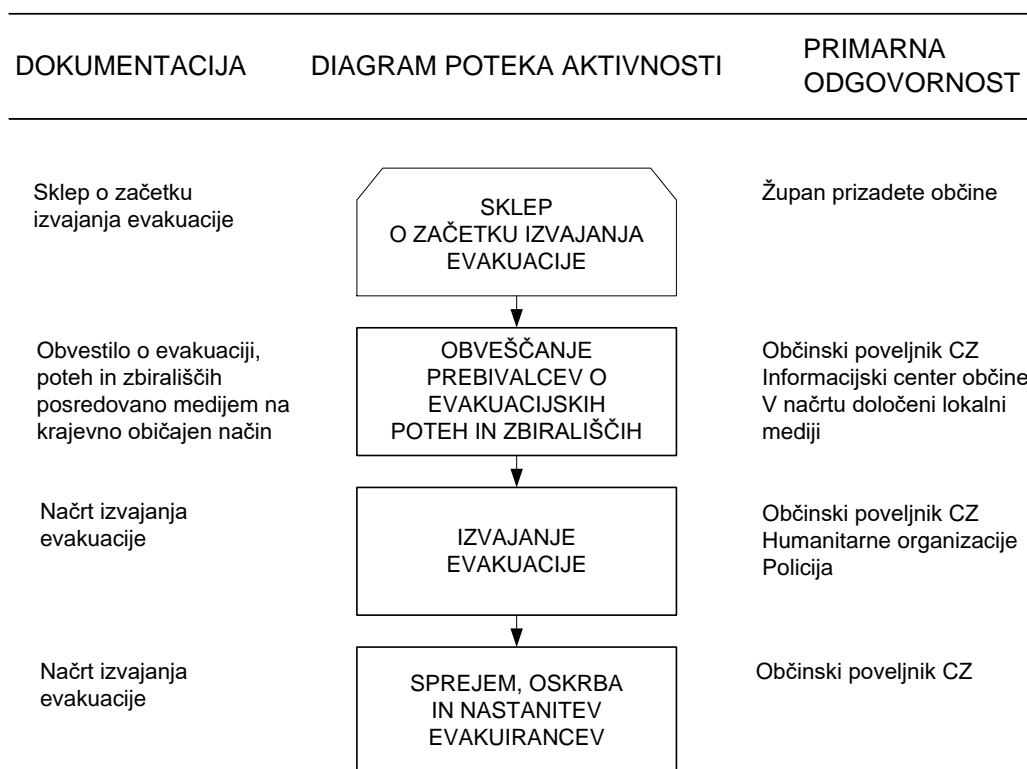 DOKUMENTACIJA
DIAGRAM POTEKA AKTIVNOSTI
PRIMARNA
ODGOVORNOST
Sklep o začetku
izvajanja evakuacije
SKLEP
O ZAČETKU IZVAJANJA
EVAKUACIJE
Župan prizadete občine
Obvestilo o evakuaciji,
poteh in zbirališčih
posredovano medijem na
krajevno običajen način
OBVEŠČANJE
PREBIVALCEV O
EVAKUACIJSKIH
POTEH IN ZBIRALIŠČIH
Občinski poveljnik CZ
Informacijski center občine
V načrtu določeni lokalni
mediji
Načrt izvajanja
evakuacije
IZVAJANJE
EVAKUACIJE
Občinski poveljnik CZ
Humanitarne organizacije
Policija
Načrt izvajanja
evakuacije
SPREJEM, OSKRBA
IN NASTANITEV
EVAKUIRANCEV
Občinski poveljnik CZ